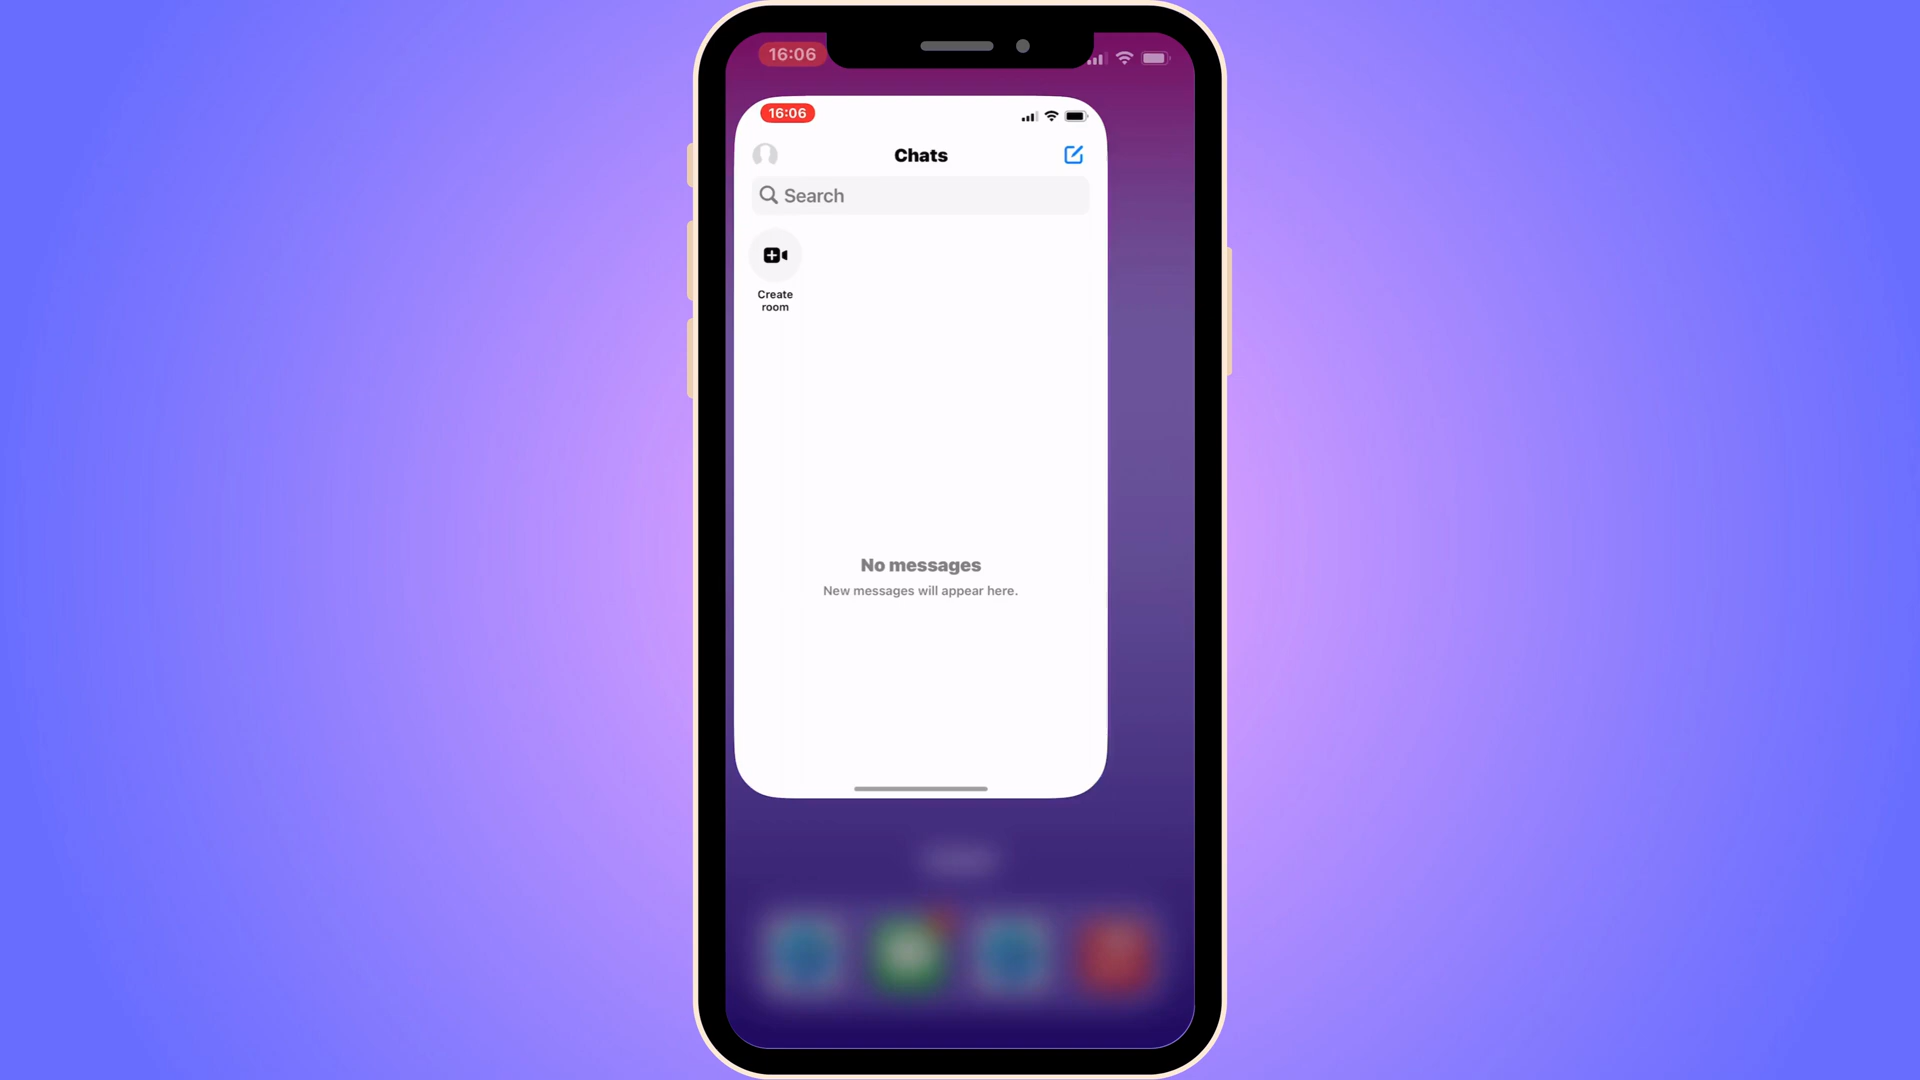 16:06
16:06
Chats
Search
Create
room
No messages
New messages will appear here.